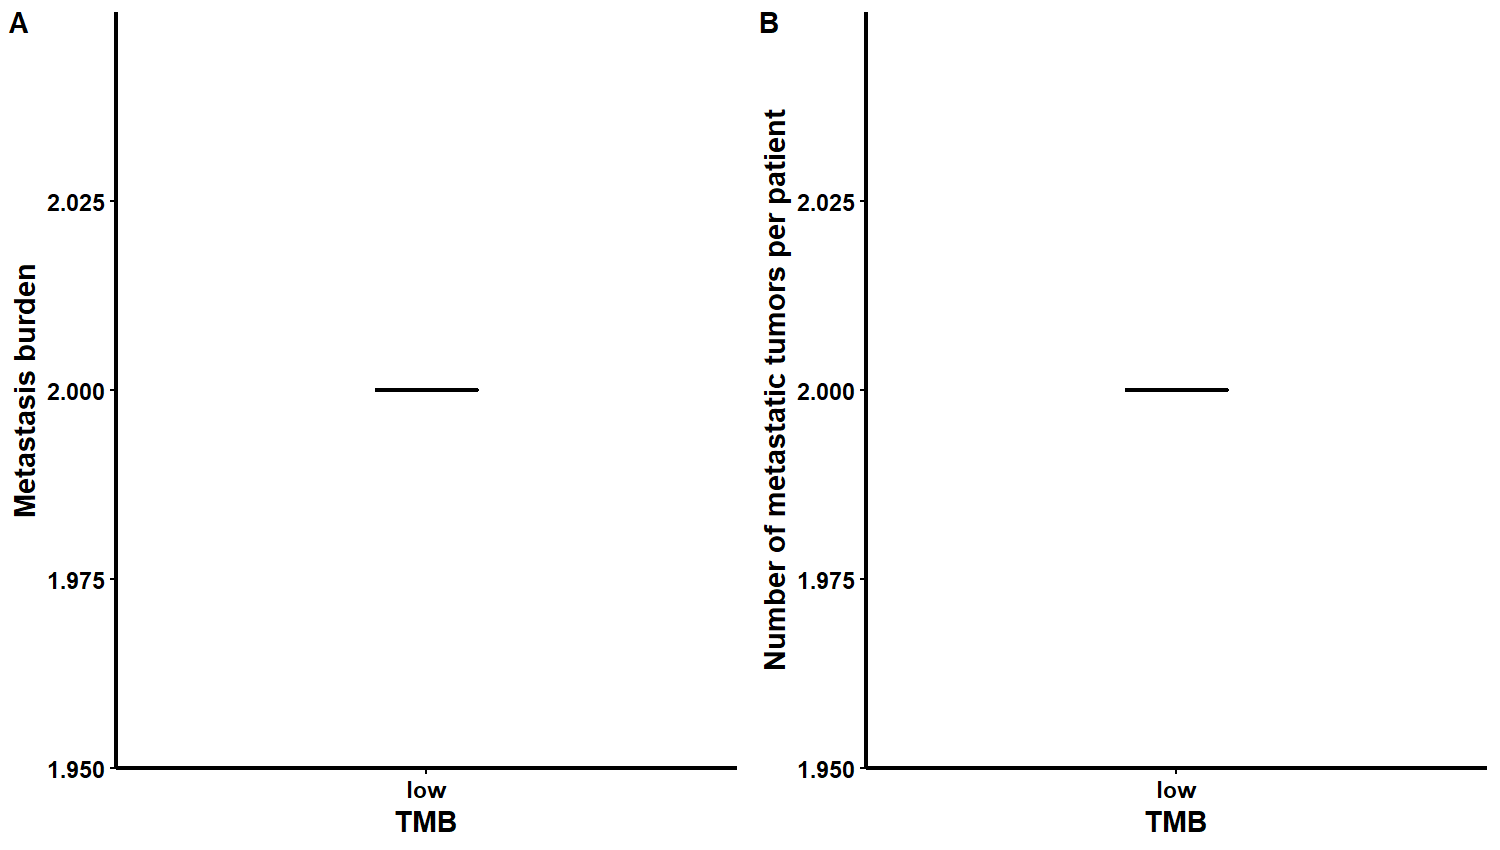 A
Metastasis burden
2.025
2.000
1.975
1.950
low
TMB
B
Number of metastatic tumors per patient
2.025
2.000
1.975
1.950
low
TMB